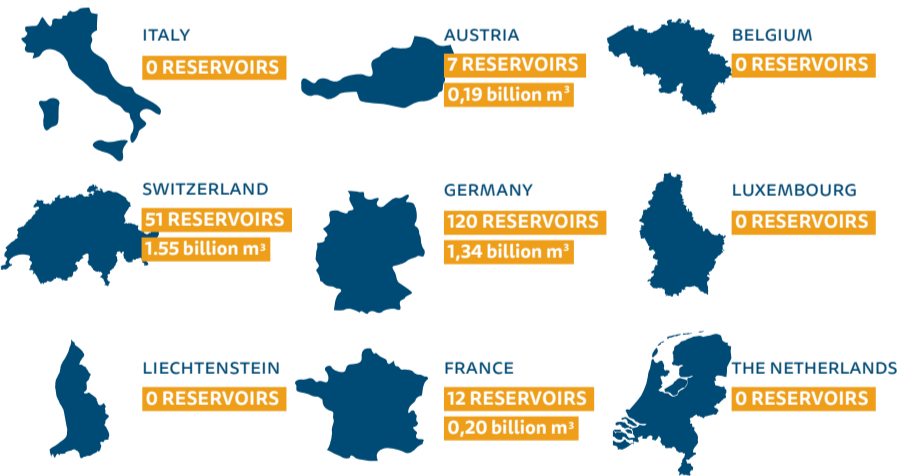 ITALY
0 RESERVOIRS
AUSTRIA
7 RESERVOIRS
0,19 billion m³
BELGIUM
0 RESERVOIRS
SWITZERLAND
51 RESERVOIRS
1.55 billion m³
GERMANY
120 RESERVOIRS
1,34 billion m³
LUXEMBOURG
0 RESERVOIRS
LIECHTENSTEIN
0 RESERVOIRS
FRANCE
12 RESERVOIRS
0,20 billion m³
THE NETHERLANDS
0 RESERVOIRS